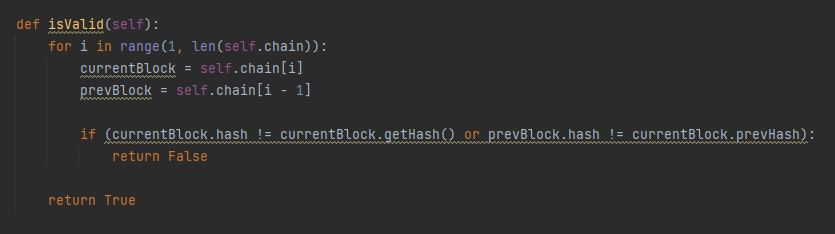 def isValid(self):
    for i in range(1, len(self.chain)):
        currentBlock = self.chain[i]
        prevBlock = self.chain[i - 1]

        if (currentBlock.hash != currentBlock.getHash() or prevBlock.hash != currentBlock.prevHash):
            return False

    return True